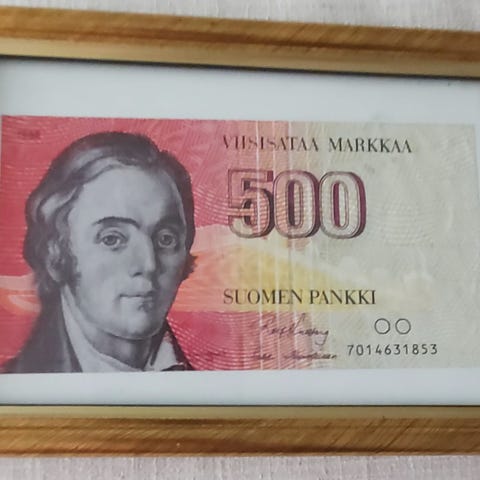 VIISISATAA MARKKAA
500
SUOMEN PANKKI
7014631853